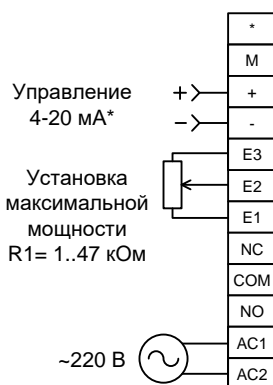 *
M
Управление
4-20 мА*
+
+
-
-
E3
Установка
максимальной
мощности
R1= 1..47 кОм
E2
E1
NC
COM
NO
~220 В
AC1
AC2